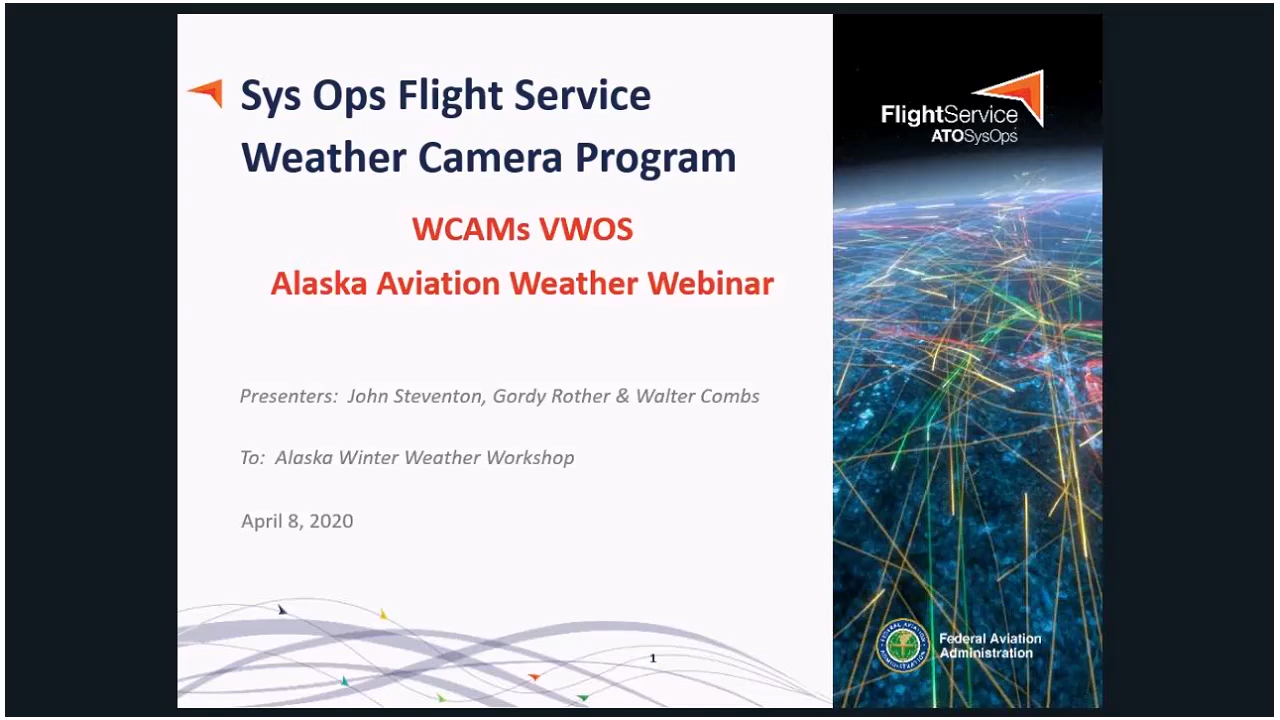 Sys Ops Flight Service
Weather Camera Program
WCAMs VWOS
Alaska Aviation Weather Webinar
Presenters: John Steventon, Gordy Rother & Walter Combs
To: Alaska Winter Weather Workshop
April 8, 2020
1
FlightService
ATOSysOps
Federal Aviation
Administration